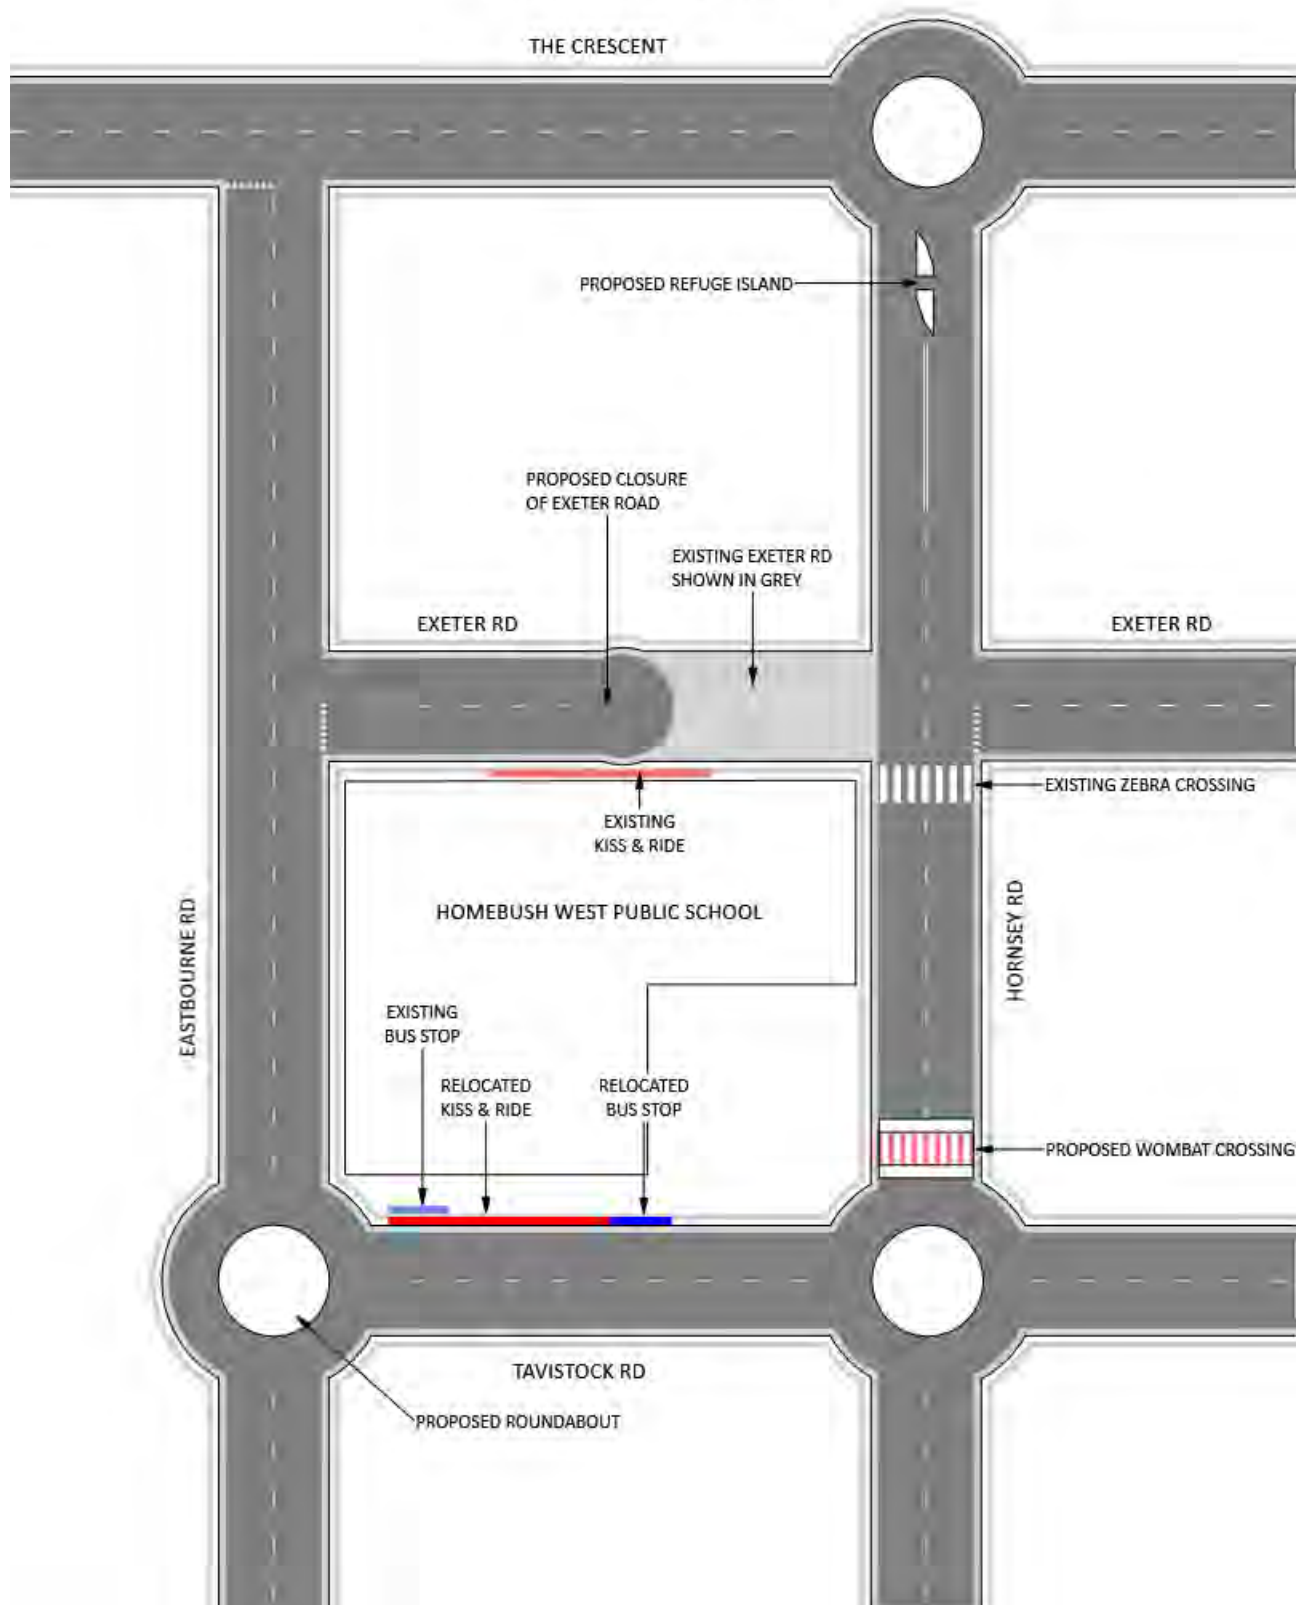 THE CRESCENT
PROPOSED REFUGE ISLAND
PROPOSED CLOSURE
OF EXETER ROAD
EXISTING EXETER RD
SHOWN IN GREY
EXETER RD
EXETER RD
EXISTING ZEBRA CROSSING
EXISTING
KISS & RIDE
HOMEBUSH WEST PUBLIC SCHOOL
EASTBOURNE RD
HORNSEY RD
EXISTING
BUS STOP
RELOCATED
KISS & RIDE
RELOCATED
BUS STOP
PROPOSED WOMBAT CROSSING
TAVISTOCK RD
PROPOSED ROUNDABOUT